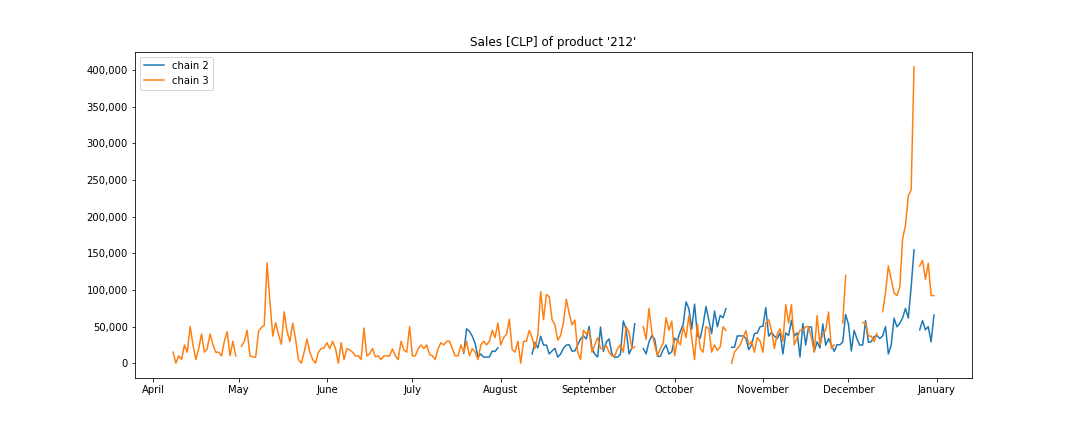 Sales [CLP] of product '212'
chain 2
chain 3
400,000
350,000
300,000
250,000
200,000
150,000
100,000
50,000
0
April May June July August September October November December January